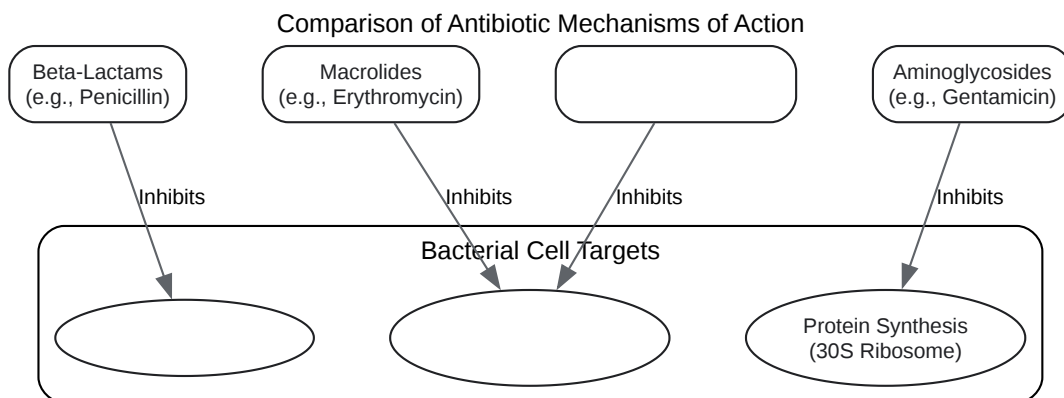 Comparison of Antibiotic Mechanisms of Action
Beta-Lactams
(e.g., Penicillin)
Macrolides
(e.g., Erythromycin)
Aminoglycosides
(e.g., Gentamicin)
Inhibits
Inhibits
Inhibits
Inhibits
Bacterial Cell Targets
Protein Synthesis
(30S Ribosome)